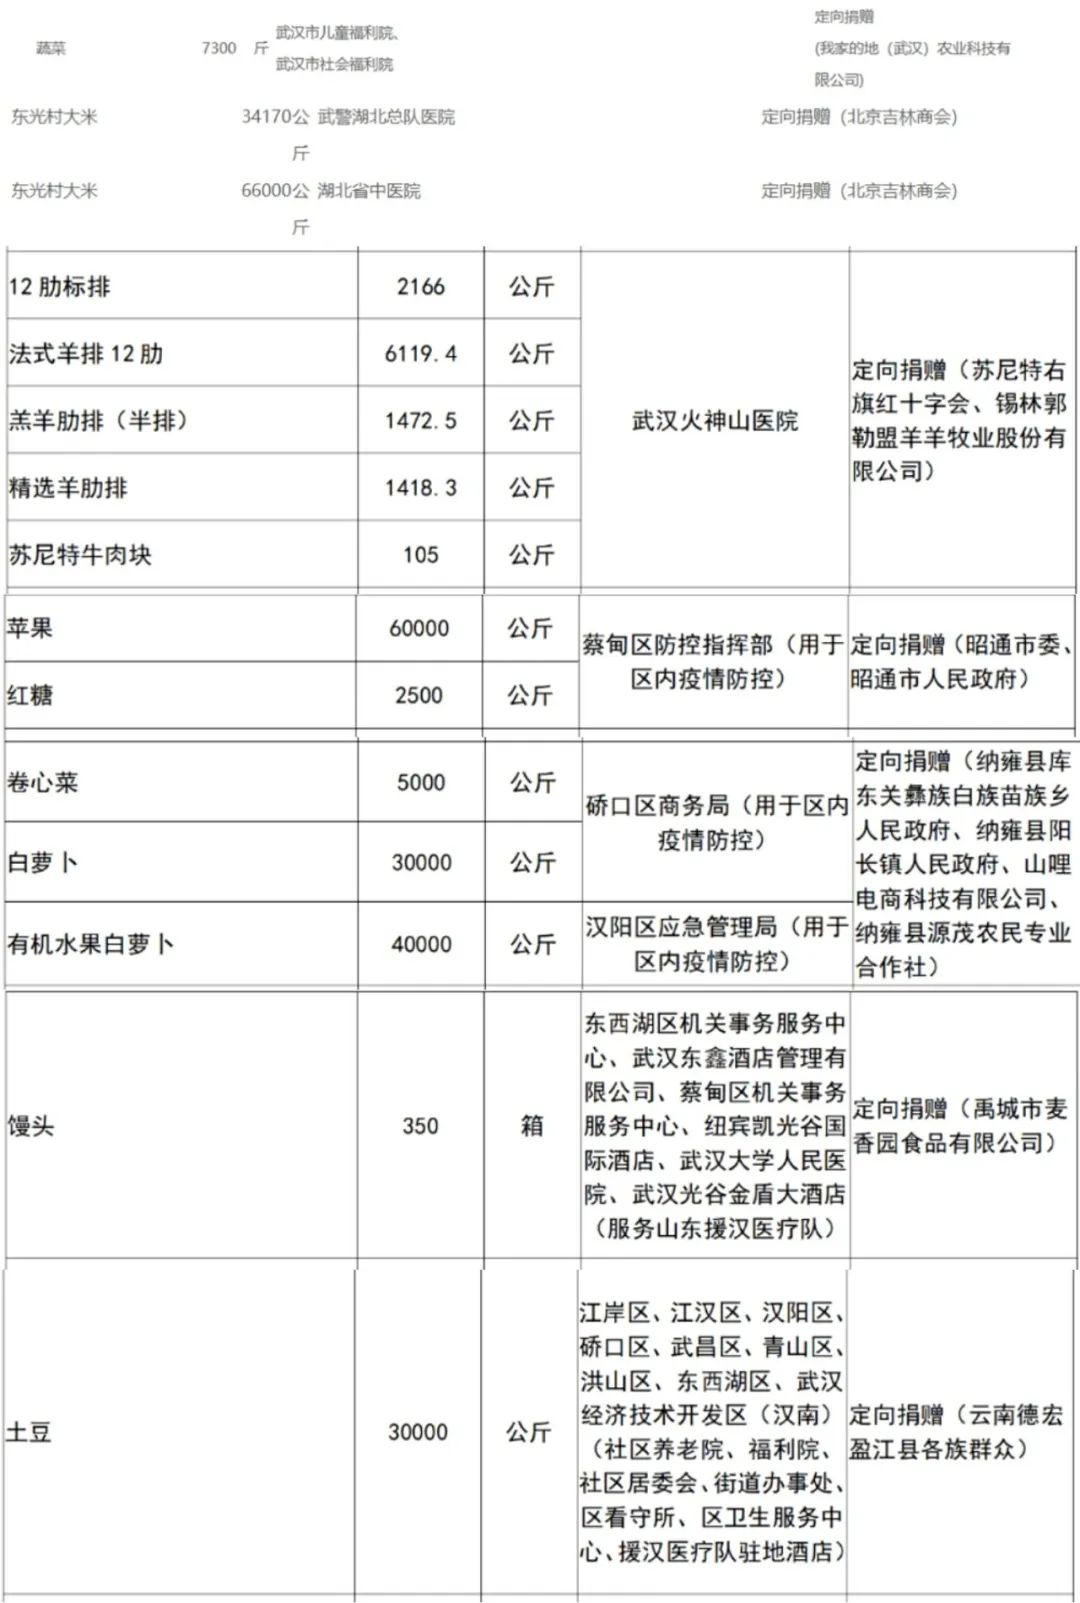 蔬菜 7300 斤 武汉市儿童福利院、 定向捐赠
武汉市社会福利院 (我家的地（武汉）农业科技有
限公司)
东光村大米 34170公 武警湖北总队医院 定向捐赠（北京吉林商会）
斤
东光村大米 66000公 湖北省中医院 定向捐赠（北京吉林商会）
斤
12肋标排 2166 公斤
法式羊排12肋 6119.4 公斤
羔羊肋排（半排） 1472.5 公斤
精选羊肋排 1418.3 公斤
苏尼特牛肉块 105 公斤
武汉火神山医院
定向捐赠（苏尼特右
旗红十字会、锡林郭
勒盟羊羊牧业股份有
限公司）
苹果 60000 公斤
红糖 2500 公斤
蔡甸区防控指挥部（用于
区内疫情防控）
定向捐赠（昭通市委、
昭通市人民政府）
卷心菜 5000 公斤
白萝卜 30000 公斤
硚口区商务局（用于区内
疫情防控）
有机水果白萝卜 40000 公斤
汉阳区应急管理局（用于
区内疫情防控）
定向捐赠（纳雍县库
东关彝族白族苗族乡
人民政府、纳雍县阳
长镇人民政府、山哩
电商科技有限公司、
纳雍县源茂农民专业
合作社）
馒头 350 箱
东西湖区机关事务服务中
心、武汉东鑫酒店管理有
限公司、蔡甸区机关事务
服务中心、纽宾凯光谷国
际酒店、武汉大学人民医
院、武汉光谷金盾大酒店
（服务山东援汉医疗队）
定向捐赠（禹城市麦
香园食品有限公司）
土豆 30000 公斤
江岸区、江汉区、汉阳区、
硚口区、武昌区、青山区、
洪山区、东西湖区、武汉
经济技术开发区（汉南）
（社区养老院、福利院、
社区居委会、街道办事处、
区看守所、区卫生服务中
心、援汉医疗队驻地酒店）
定向捐赠（云南德宏
盈江县各族群众）